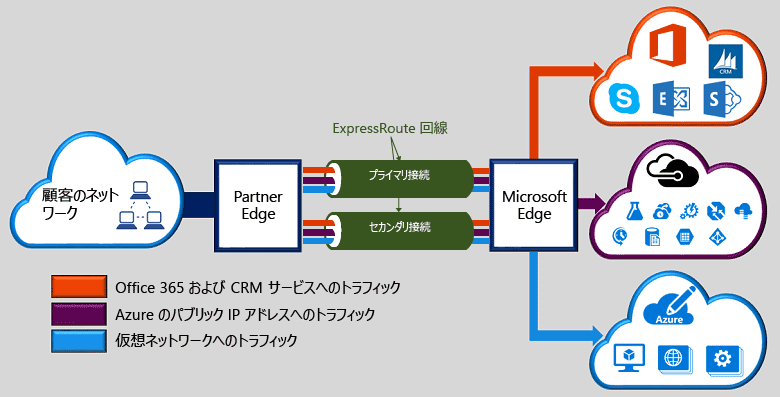 ExpressRoute 回線
CRM
顧客のネット
ワーク
Partner
Edge
プライマリ接続
セカンダリ接続
Microsoft
Edge
Azure
Office 365 および CRM サービスへのトラフィック
Azure のパブリック IP アドレスへのトラフィック
仮想ネットワークへのトラフィック